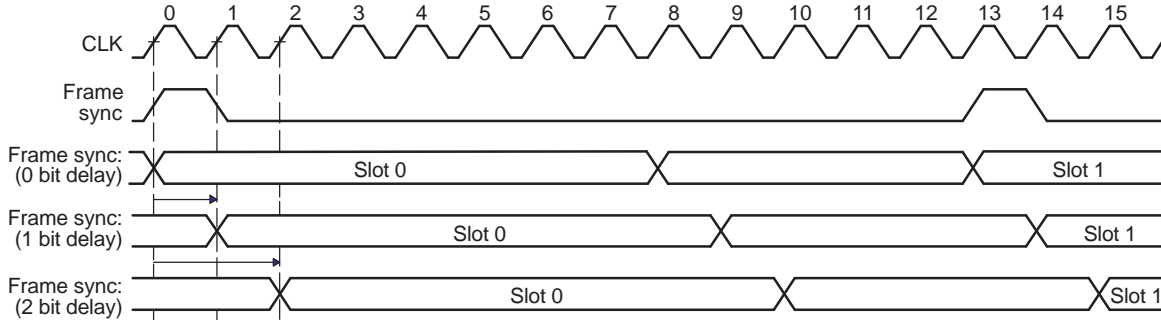 0 1 2 3 4 5 6 7 8 9 10 11 12 13 14 15
CLK
Frame
sync
Frame sync:
(0 bit delay)
Slot 0
Slot 1
Frame sync:
(1 bit delay)
Slot 0
Slot 1
Frame sync:
(2 bit delay)
Slot 0
Slot 1